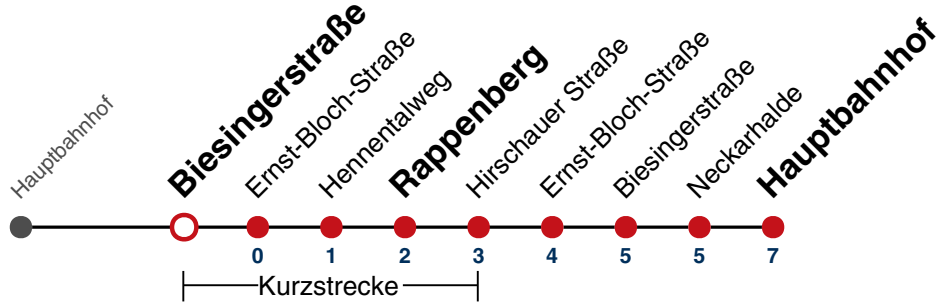 Hauptbahnhof
Biesingerstraße
Ernst-Bloch-Straße
Hennentalweg
Rappenberg
Hirschauer Straße
Ernst-Bloch-Straße
Biesingerstraße
Neckarhalde
Hauptbahnhof
0 1 2 3 4 5 5 7
Kurzstrecke